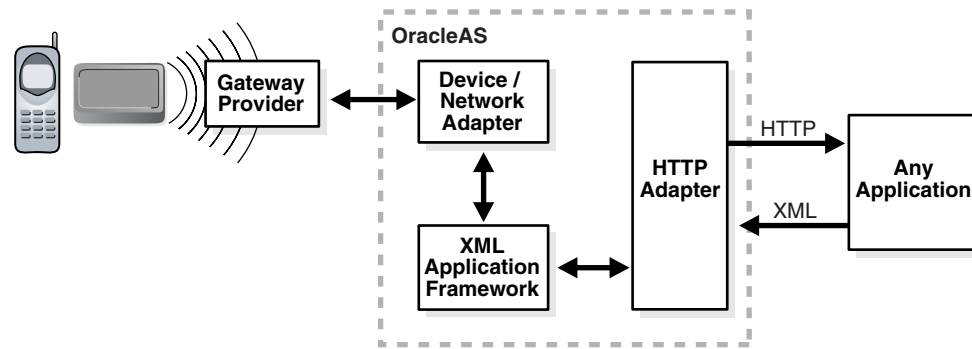 OracleAS
Gateway
Provider
Device /
Network
Adapter
HTTP
Adapter
HTTP
XML
Any
Application
XML
Application
Framework